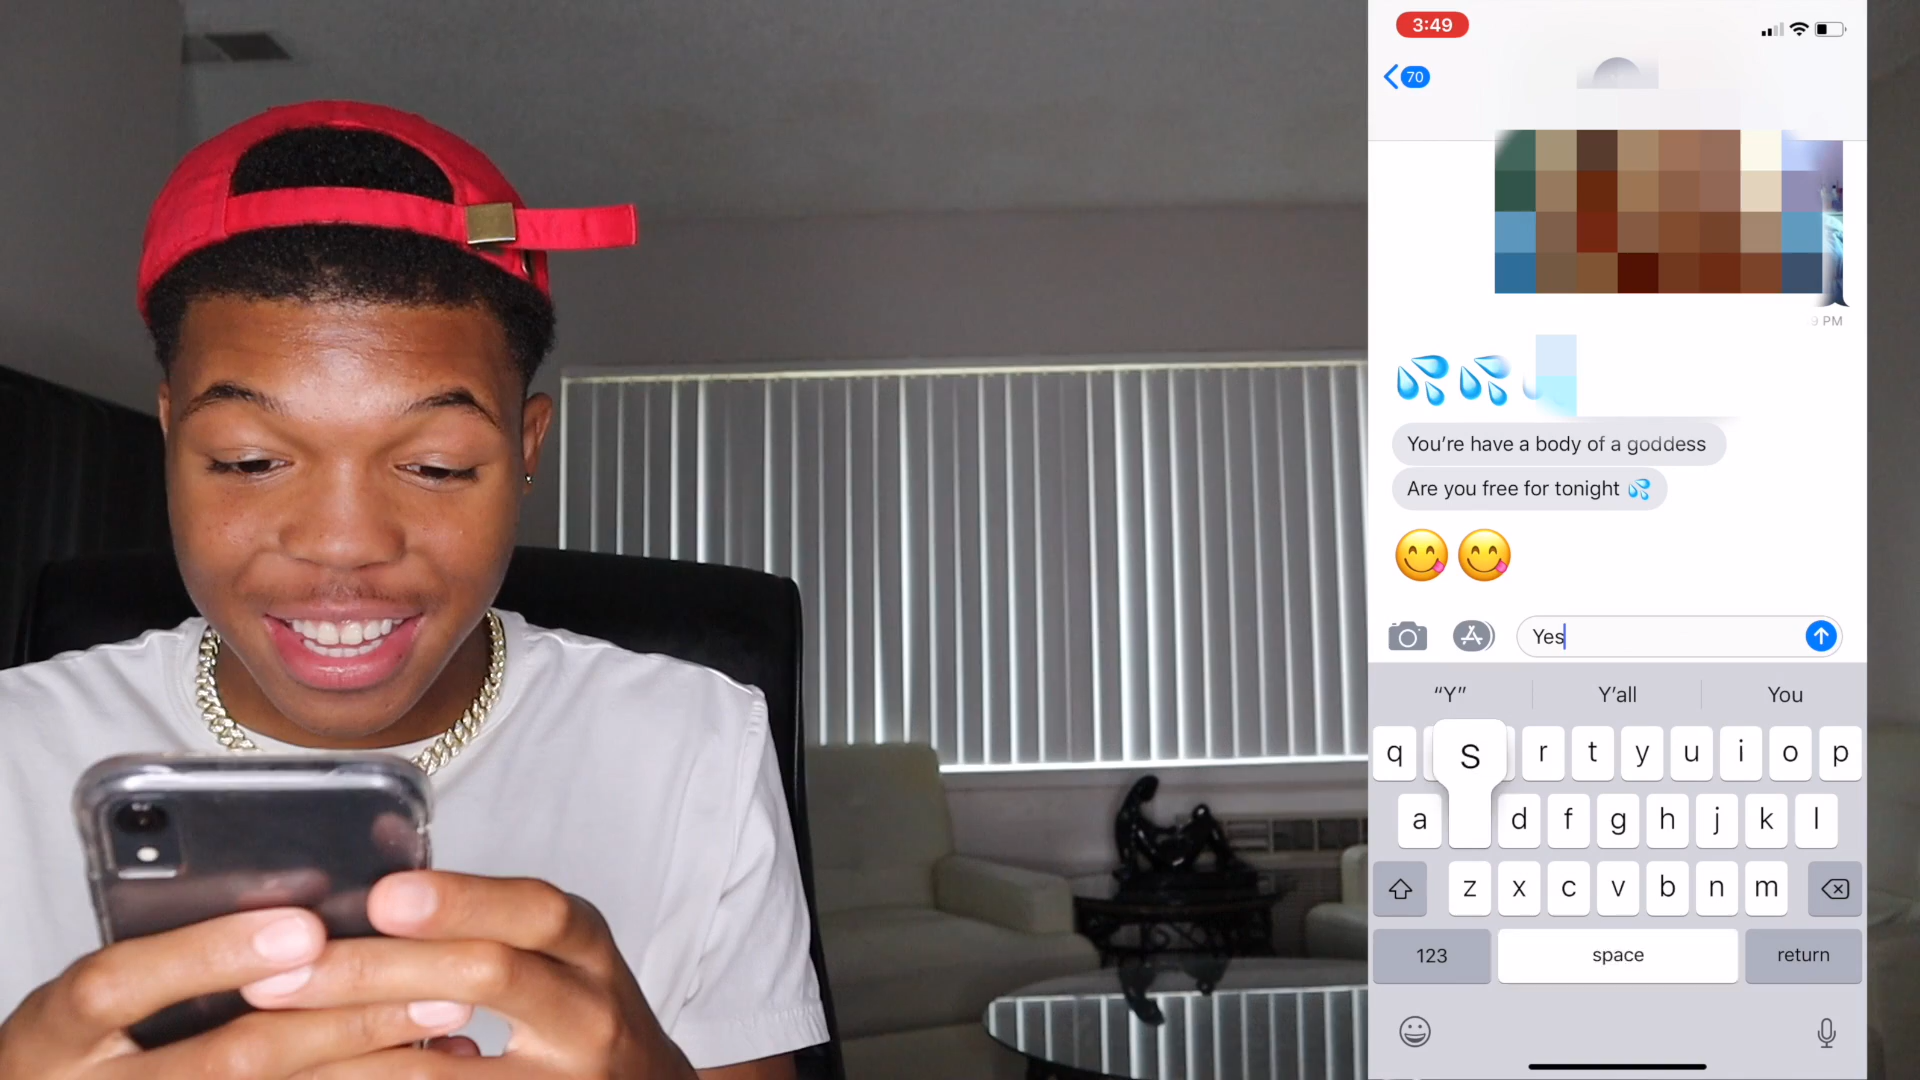 3:49
70
9 PM
You're have a body of a goddess
Are you free for tonight 💦
Yes
“Y” Y'all You
q S r t y u i o p
a d f g h j k l
z x c v b n m
123 space return